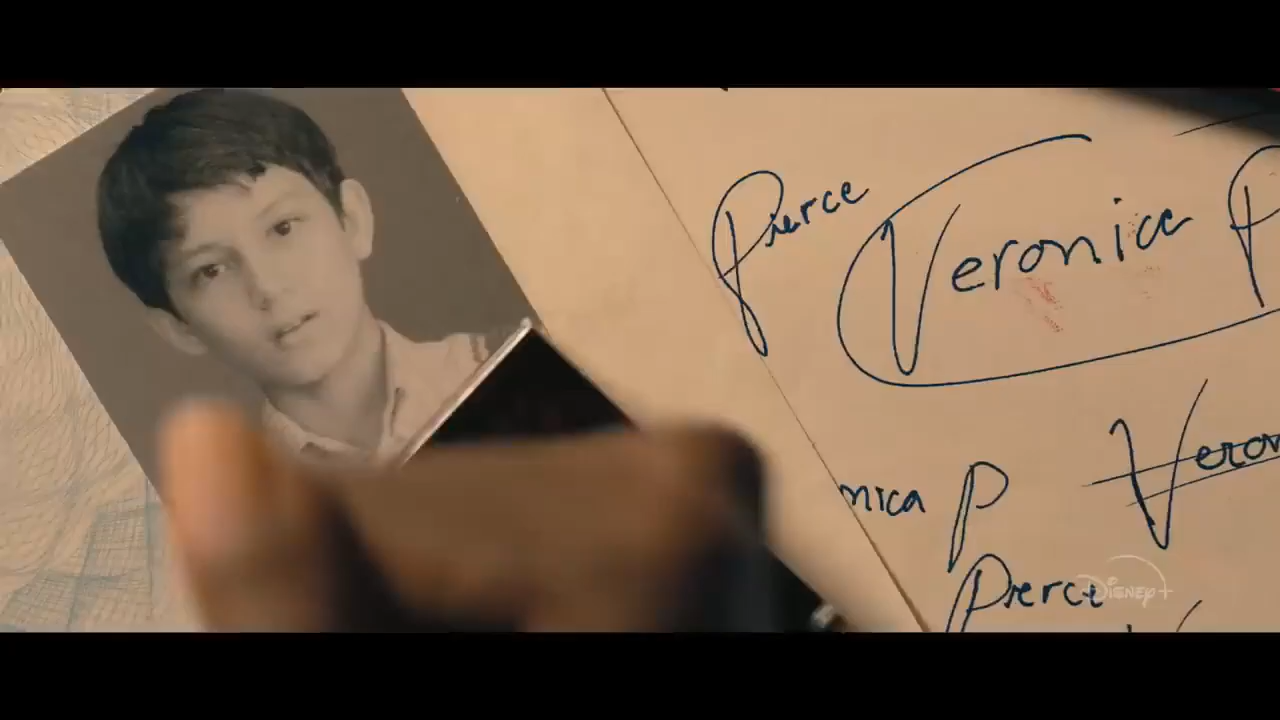 Pierce
Veronica P
nica P
Veron
Pierce
Disney+